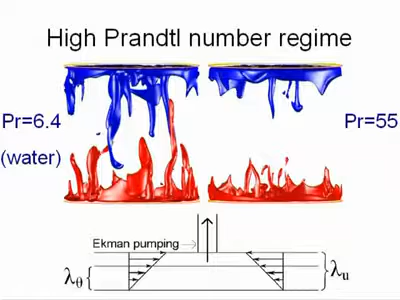 High Prandtl number regime
Pr=6.4
(water)
Pr=55
Ekman pumping
λθ
λu